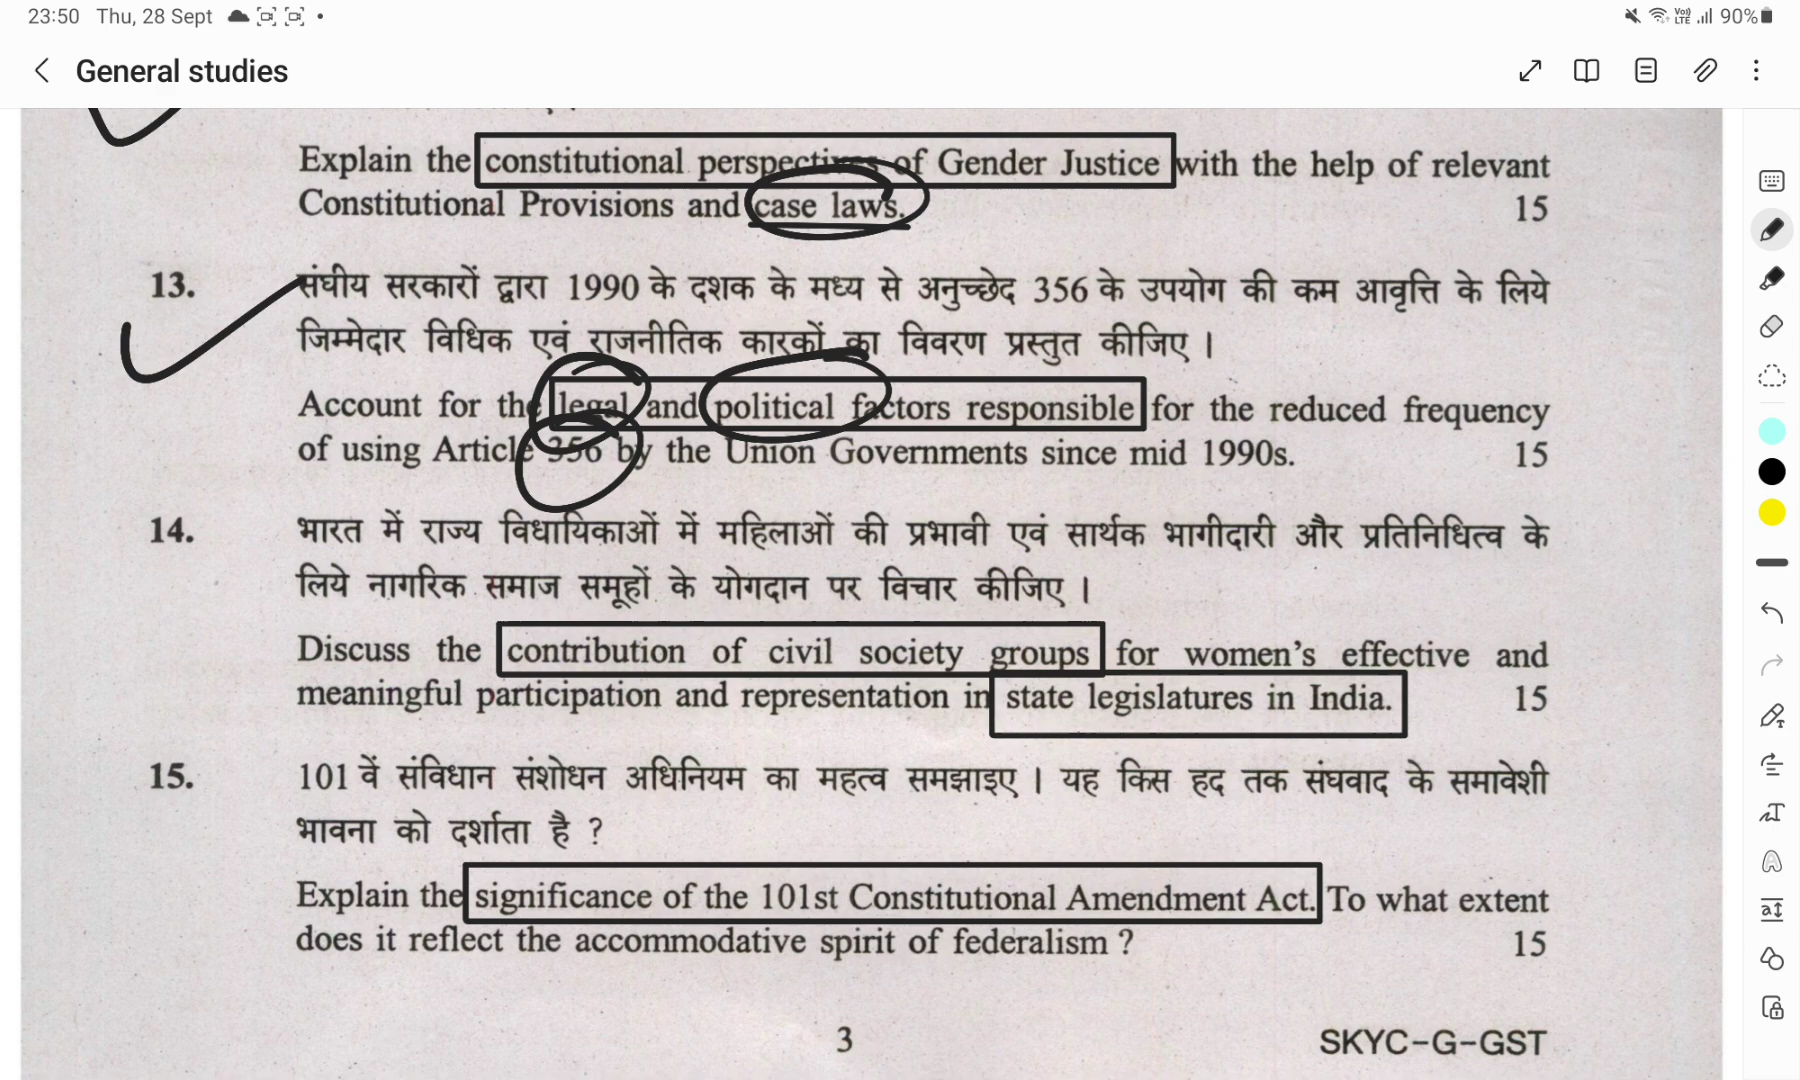 23:50 Thu, 28 Sept
Vo) LTE 90%
General studies
Explain the constitutional perspectives of Gender Justice with the help of relevant
Constitutional Provisions and case laws. 15
13. संघीय सरकारों द्वारा 1990 के दशक के मध्य से अनुच्छेद 356 के उपयोग की कम आवृत्ति के लिये
जिम्मेदार विधिक एवं राजनीतिक कारकों का विवरण प्रस्तुत कीजिए ।
Account for the legal and political factors responsible for the reduced frequency
of using Article 356 by the Union Governments since mid 1990s. 15
14. भारत में राज्य विधायिकाओं में महिलाओं की प्रभावी एवं सार्थक भागीदारी और प्रतिनिधित्व के
लिये नागरिक समाज समूहों के योगदान पर विचार कीजिए ।
Discuss the contribution of civil society groups for women's effective and
meaningful participation and representation in state legislatures in India. 15
15. 101 वें संविधान संशोधन अधिनियम का महत्व समझाइए । यह किस हद तक संघवाद के समावेशी
भावना को दर्शाता है ?
Explain the significance of the 101st Constitutional Amendment Act. To what extent
does it reflect the accommodative spirit of federalism ? 15
3 SKYC-G-GST